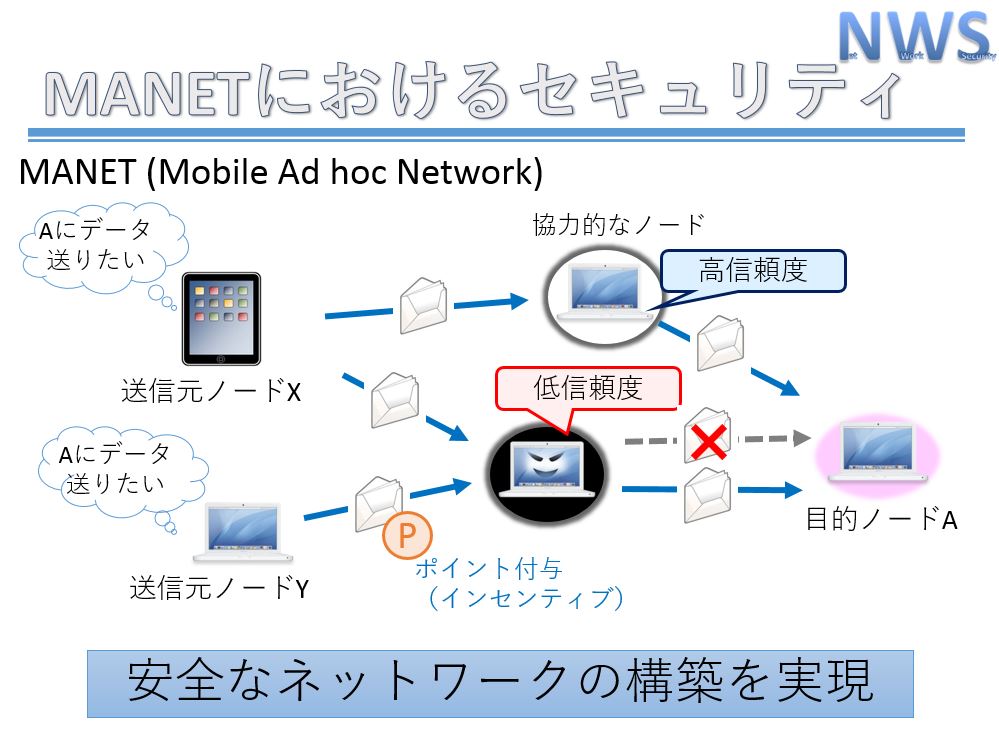 Net Work Security
MANETにおけるセキュリティ
MANET (Mobile Ad hoc Network)
Aにデータ
送りたい
協力的なノード
高信頼度
送信元ノードX
低信頼度
Aにデータ
送りたい
目的ノードA
P
ポイント付与
（インセンティブ）
送信元ノードY
安全なネットワークの構築を実現